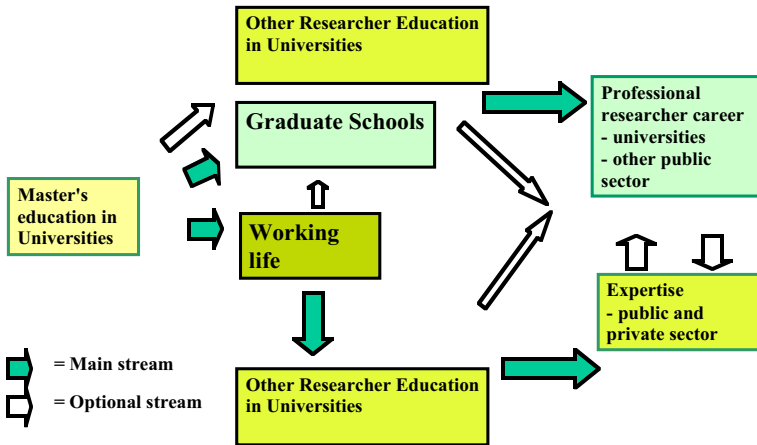 Other Researcher Education
in Universities
Graduate Schools
Professional
researcher career
- universities
- other public
sector
Master's
education in
Universities
Working
life
Expertise
- public and
private sector
= Main stream
= Optional stream
Other Researcher Education
in Universities